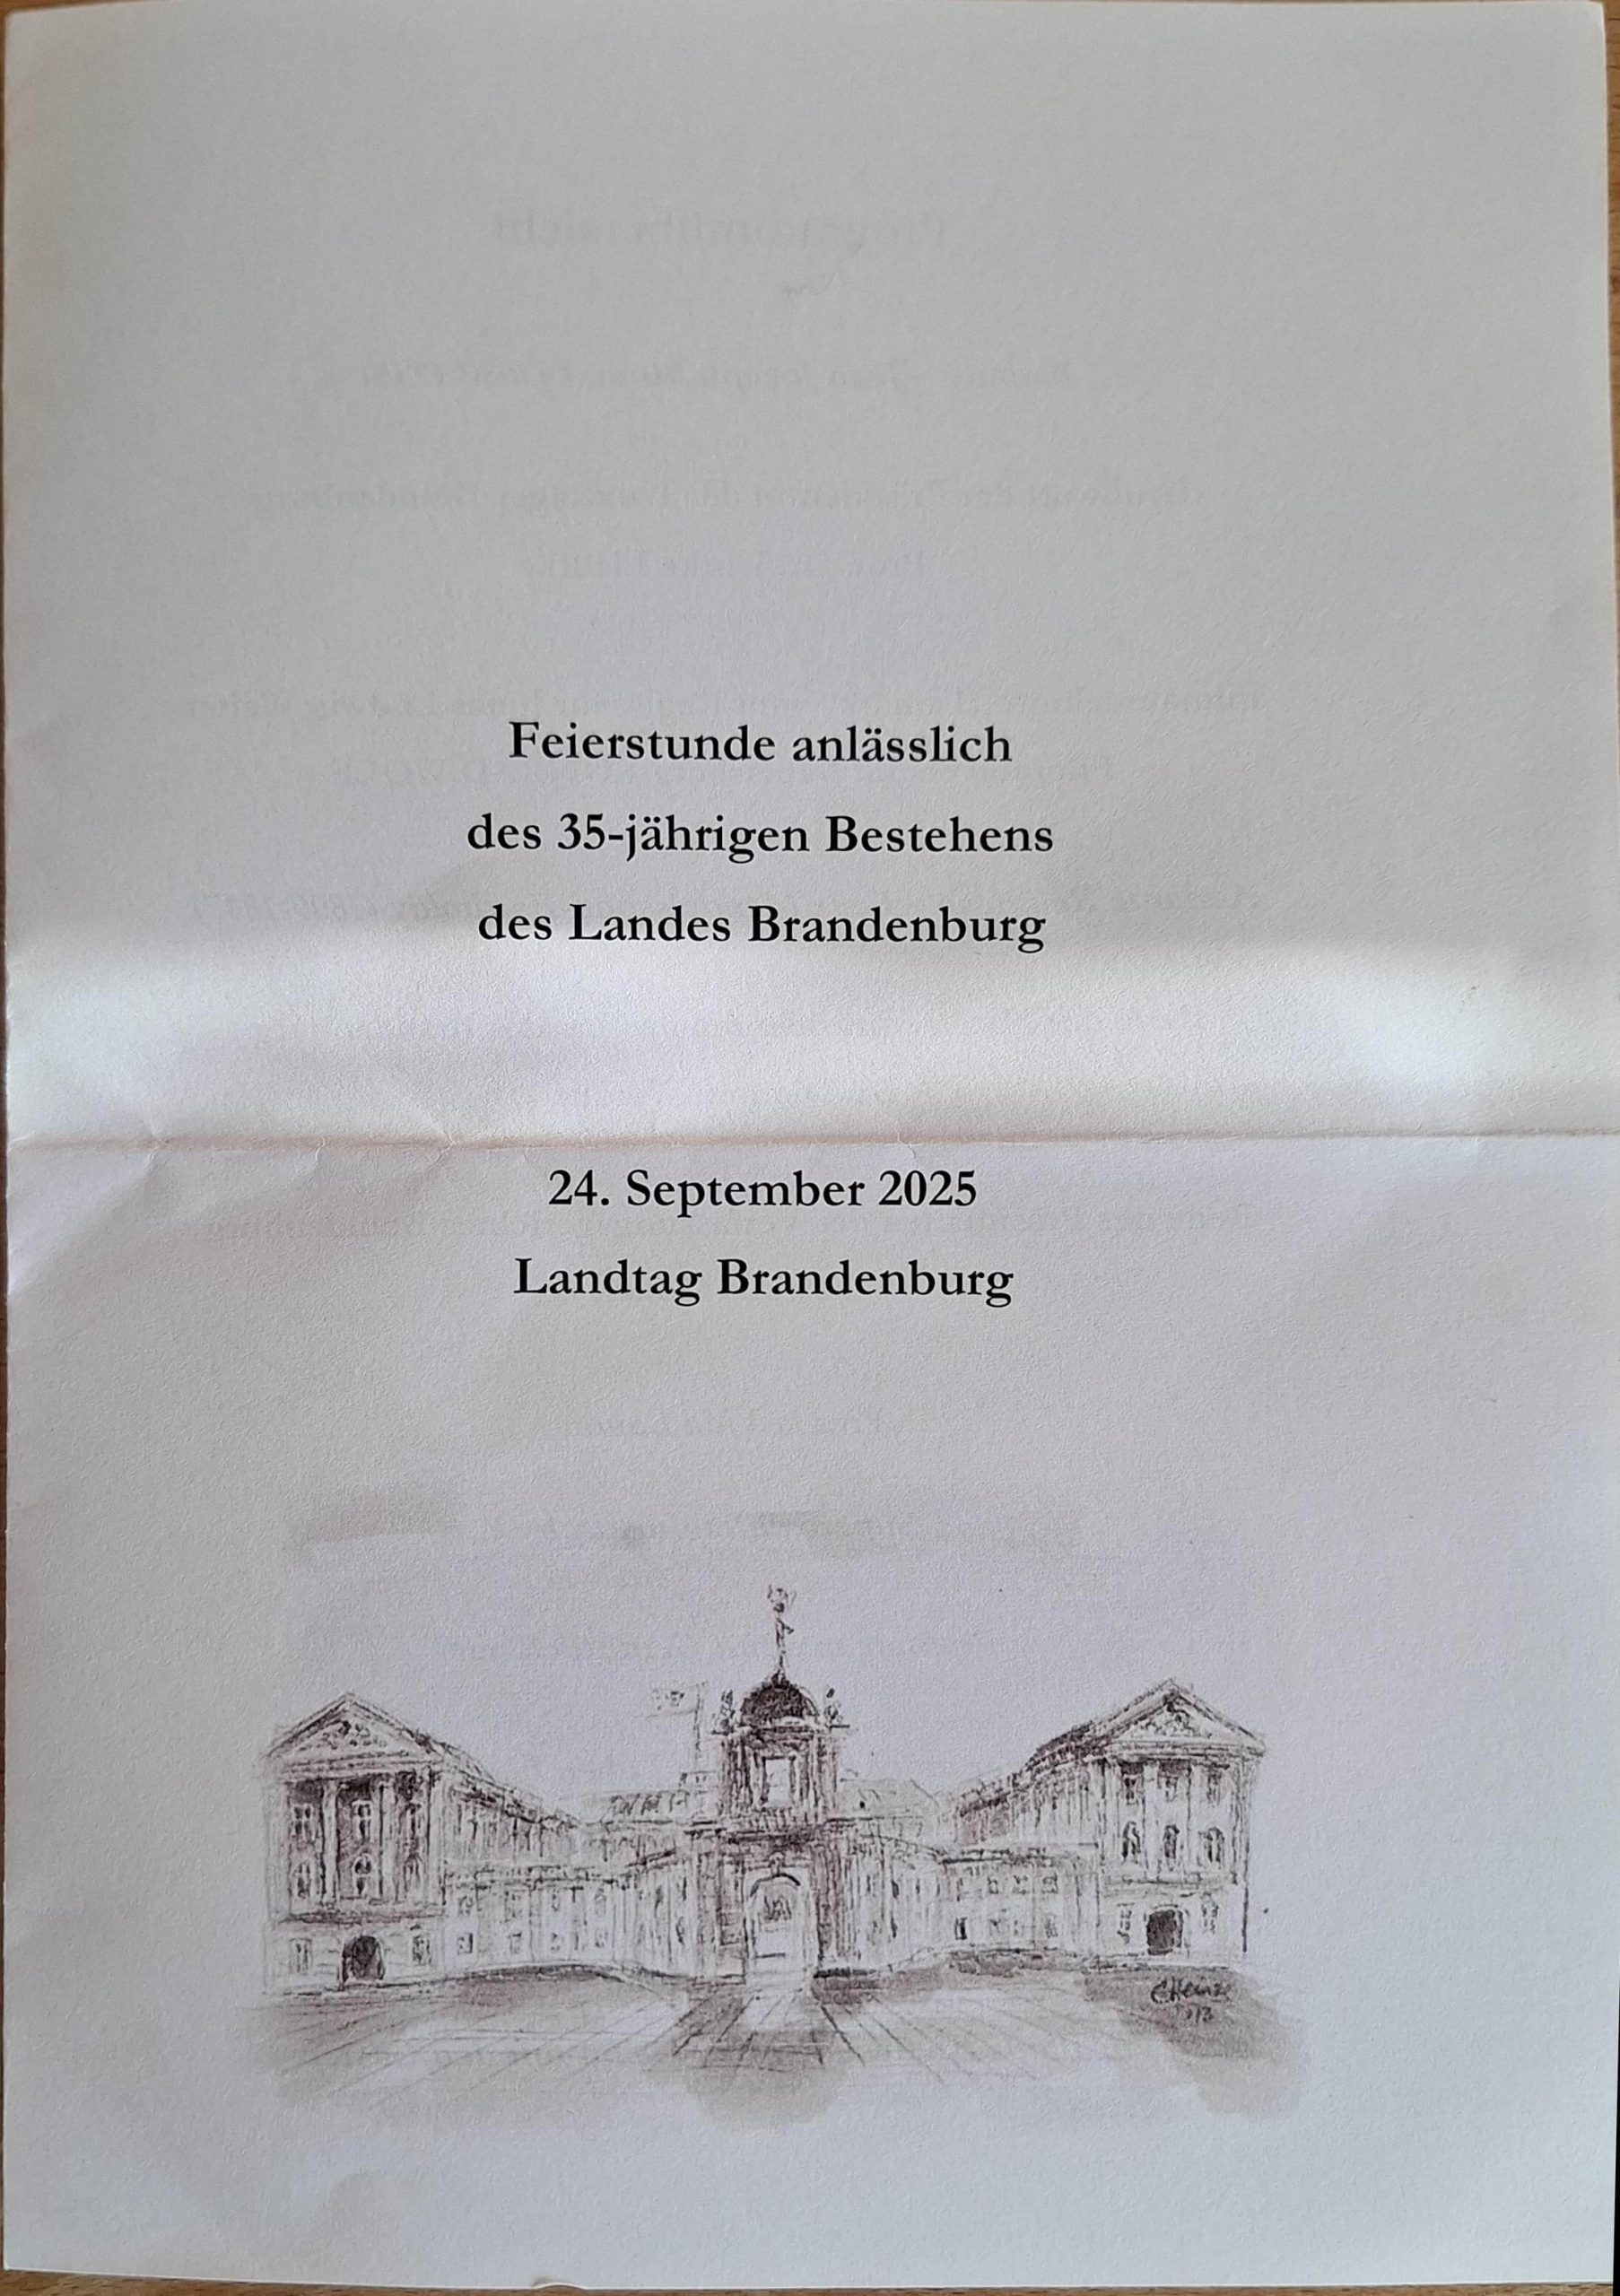 Feierstunde anlässlich
des 35-jährigen Bestehens
des Landes Brandenburg
24. September 2025
Landtag Brandenburg